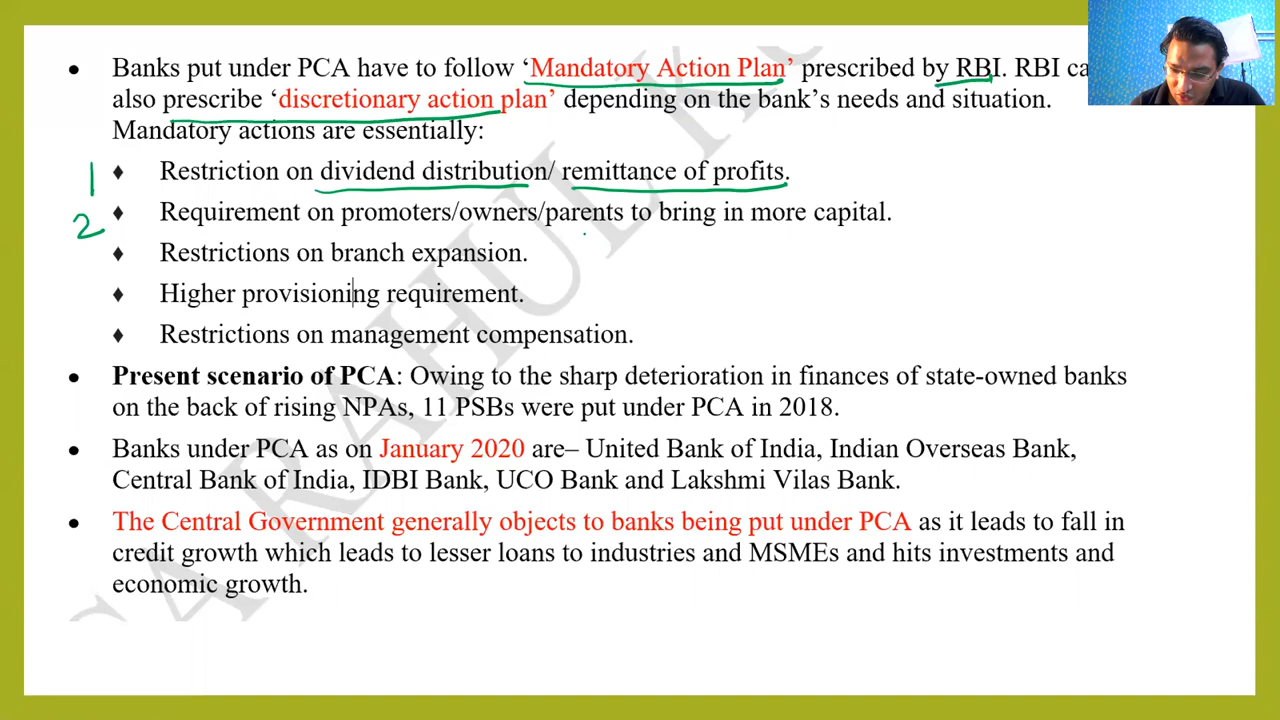 Banks put under PCA have to follow ‘Mandatory Action Plan’ prescribed by RBI. RBI ca
also prescribe ‘discretionary action plan’ depending on the bank’s needs and situation.
Mandatory actions are essentially:
1 ♦ Restriction on dividend distribution/ remittance of profits.
2 ♦ Requirement on promoters/owners/parents to bring in more capital.
♦ Restrictions on branch expansion.
♦ Higher provisioning requirement.
♦ Restrictions on management compensation.
• Present scenario of PCA: Owing to the sharp deterioration in finances of state-owned banks
on the back of rising NPAs, 11 PSBs were put under PCA in 2018.
• Banks under PCA as on January 2020 are– United Bank of India, Indian Overseas Bank,
Central Bank of India, IDBI Bank, UCO Bank and Lakshmi Vilas Bank.
• The Central Government generally objects to banks being put under PCA as it leads to fall in
credit growth which leads to lesser loans to industries and MSMEs and hits investments and
economic growth.